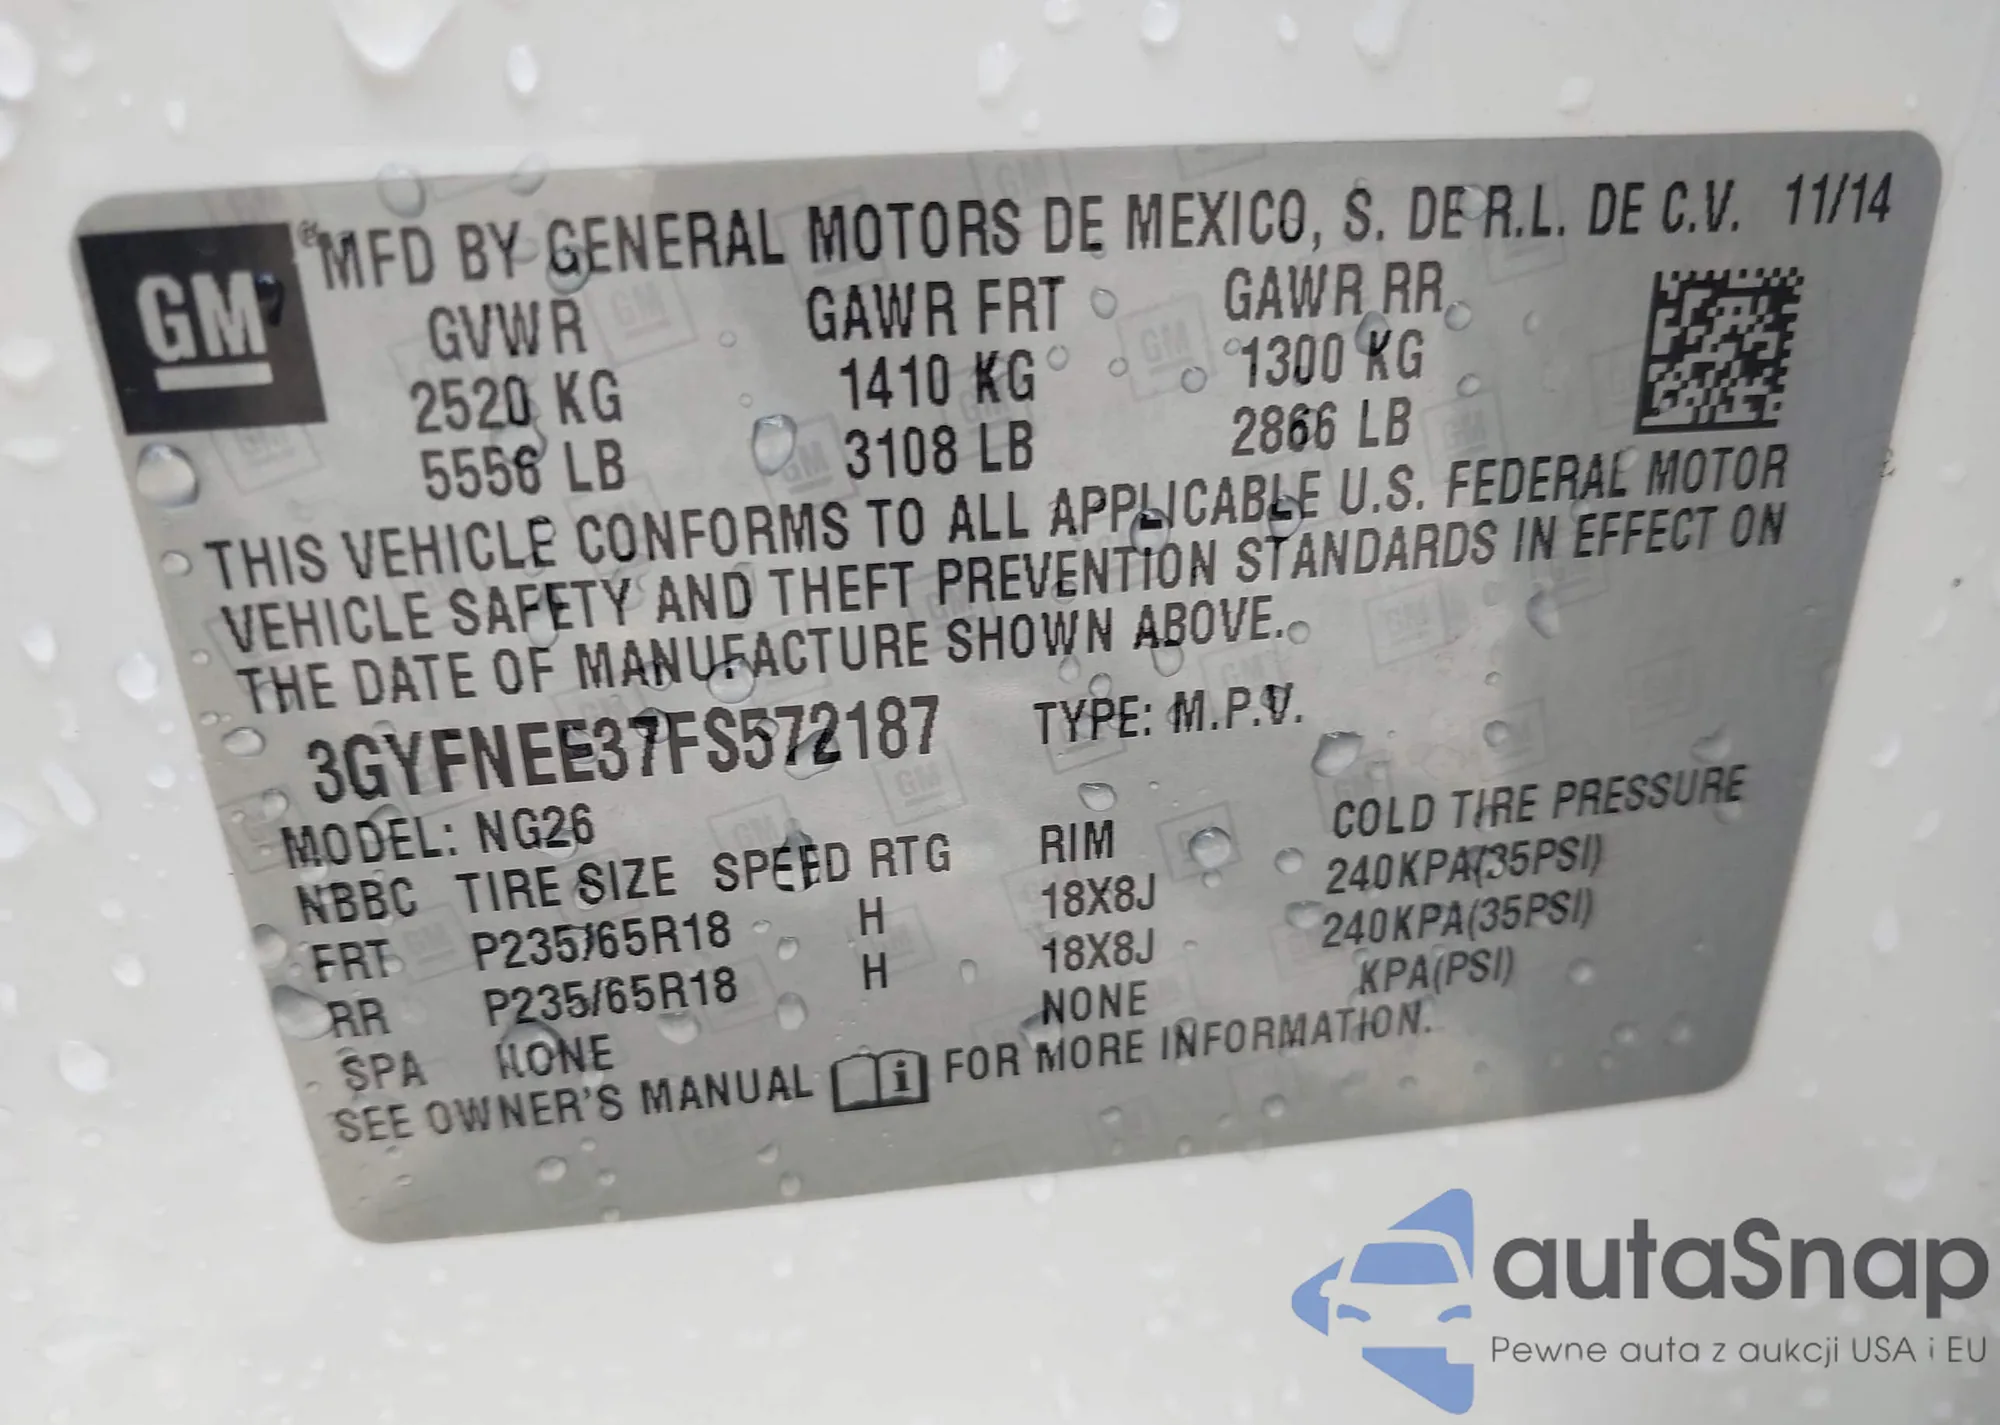 GM
®MFD BY GENERAL MOTORS DE MEXICO, S. DE R.L. DE C.V. 11/14
GVWR GAWR FRT GAWR RR
2520 KG 1410 KG 1300 KG
5556 LB 3108 LB 2866 LB
THIS VEHICLE CONFORMS TO ALL APPLICABLE U.S. FEDERAL MOTOR
VEHICLE SAFETY AND THEFT PREVENTION STANDARDS IN EFFECT ON
THE DATE OF MANUFACTURE SHOWN ABOVE.
3GYFNEE37FS572187 TYPE: M.P.V.
MODEL: NG26
NBBC TIRE SIZE SPEED RTG RIM COLD TIRE PRESSURE
FRT P235/65R18 H 18X8J 240KPA(35PSI)
RR P235/65R18 H 18X8J 240KPA(35PSI)
SPA NONE NONE KPA(PSI)
SEE OWNER'S MANUAL i FOR MORE INFORMATION.
autaSnap
Pewne auta z aukcji USA i EU